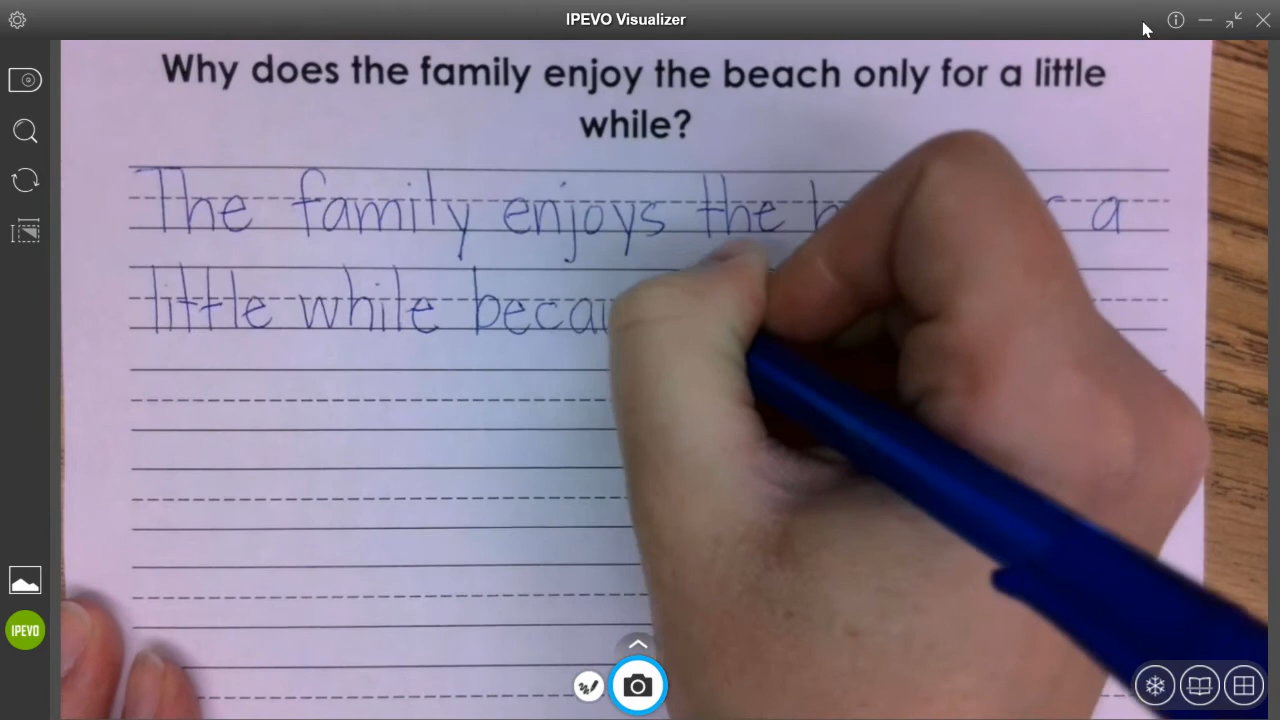 IPEVO Visualizer
Why does the family enjoy the beach only for a little
while?
The family enjoys the a
little while
IPEVO